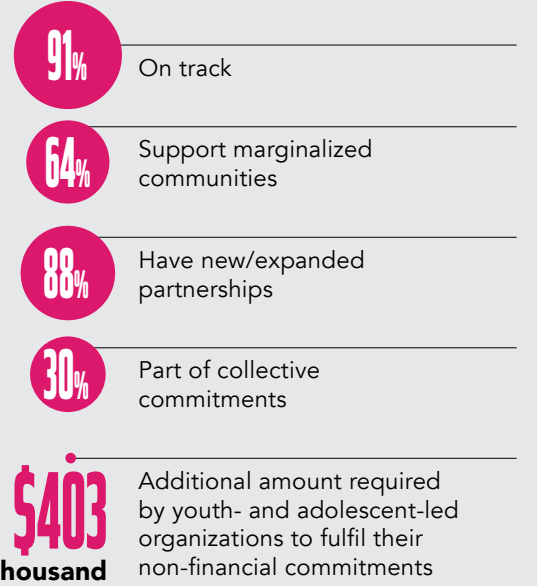 91%
On track
64%
Support marginalized
communities
88%
Have new/expanded
partnerships
30%
Part of collective
commitments
$403
housand
Additional amount required
by youth- and adolescent-led
organizations to fulfil their
non-financial commitments